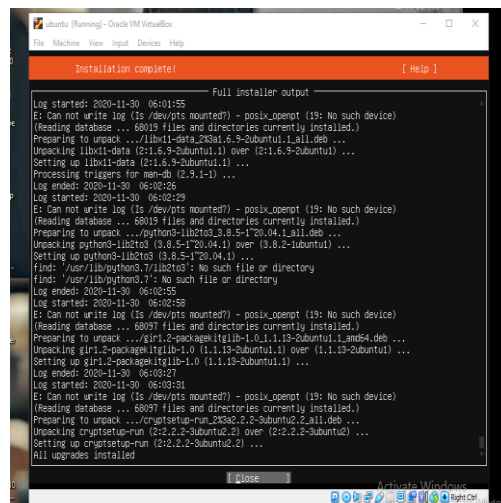 ubuntu [Running] - Oracle VM VirtualBox
File Machine View Input Devices Help
Installation complete! [ Help ]
Full installer output
Log started: 2020-11-30 06:01:55
E: Can not write log (Is /dev/pts mounted?) - posix_openpt (19: No such device)
(Reading database ... 68019 files and directories currently installed.)
Preparing to unpack .../libx11-data_2%3a1.6.9-2ubuntu1.1_all.deb ...
Unpacking libx11-data (2:1.6.9-2ubuntu1.1) over (2:1.6.9-2ubuntu1) ...
Setting up libx11-data (2:1.6.9-2ubuntu1.1) ...
Processing triggers for man-db (2.9.1-1) ...
Log ended: 2020-11-30 06:02:26
Log started: 2020-11-30 06:02:29
E: Can not write log (Is /dev/pts mounted?) - posix_openpt (19: No such device)
(Reading database ... 68019 files and directories currently installed.)
Preparing to unpack .../python3-lib2to3_3.8.5-1~20.04.1_all.deb ...
Unpacking python3-lib2to3 (3.8.5-1~20.04.1) over (3.8.2-1ubuntu1) ...
Setting up python3-lib2to3 (3.8.5-1~20.04.1) ...
find: '/usr/lib/python3.7/lib2to3': No such file or directory
find: '/usr/lib/python3.7': No such file or directory
Log ended: 2020-11-30 06:02:55
Log started: 2020-11-30 06:02:58
E: Can not write log (Is /dev/pts mounted?) - posix_openpt (19: No such device)
(Reading database ... 68097 files and directories currently installed.)
Preparing to unpack .../gir1.2-packagekitglib-1.0_1.1.13-2ubuntu1.1_amd64.deb ...
Unpacking gir1.2-packagekitglib-1.0 (1.1.13-2ubuntu1.1) over (1.1.13-2ubuntu1) ...
Setting up gir1.2-packagekitglib-1.0 (1.1.13-2ubuntu1.1) ...
Log ended: 2020-11-30 06:03:27
Log started: 2020-11-30 06:03:31
E: Can not write log (Is /dev/pts mounted?) - posix_openpt (19: No such device)
(Reading database ... 68097 files and directories currently installed.)
Preparing to unpack .../cryptsetup-run_2%3a2.2.2-3ubuntu2.2_all.deb ...
Unpacking cryptsetup-run (2:2.2.2-3ubuntu2.2) over (2:2.2.2-3ubuntu2) ...
Setting up cryptsetup-run (2:2.2.2-3ubuntu2.2) ...
All upgrades installed
[ Close ]
Activate Windows
Right Ctrl